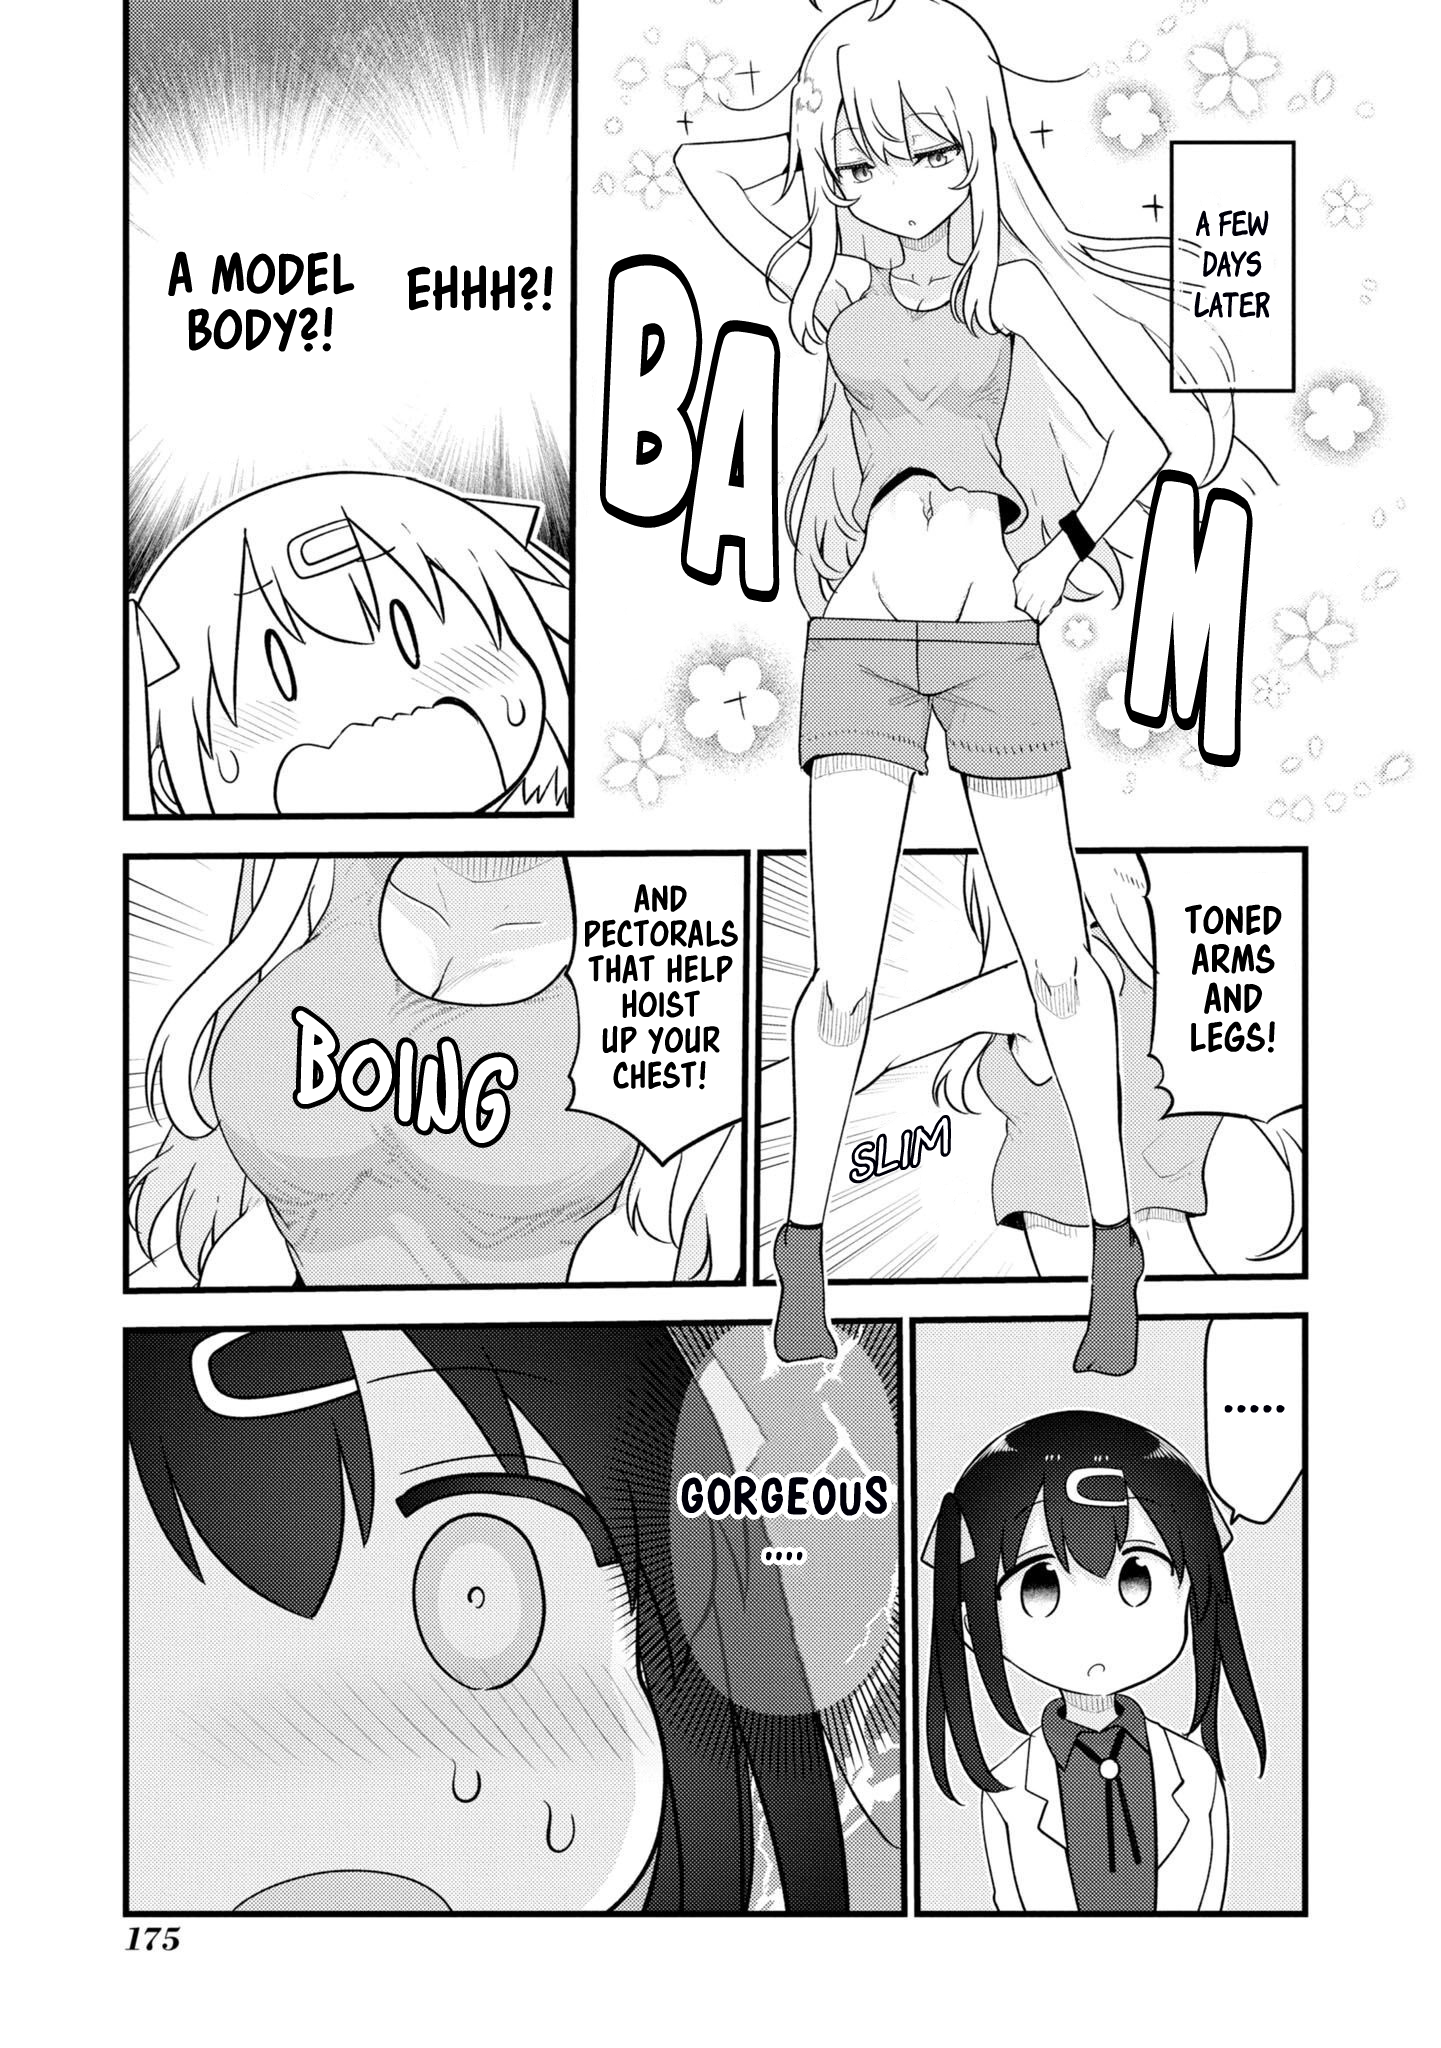 A FEW
DAYS
LATER
BAM
EHHH?!
A MODEL
BODY?!
TONED
ARMS
AND
LEGS!
SLIM
AND
PECTORALS
THAT HELP
HOIST
UP YOUR
CHEST!
BOING
.....
GORGEOUS
....
175